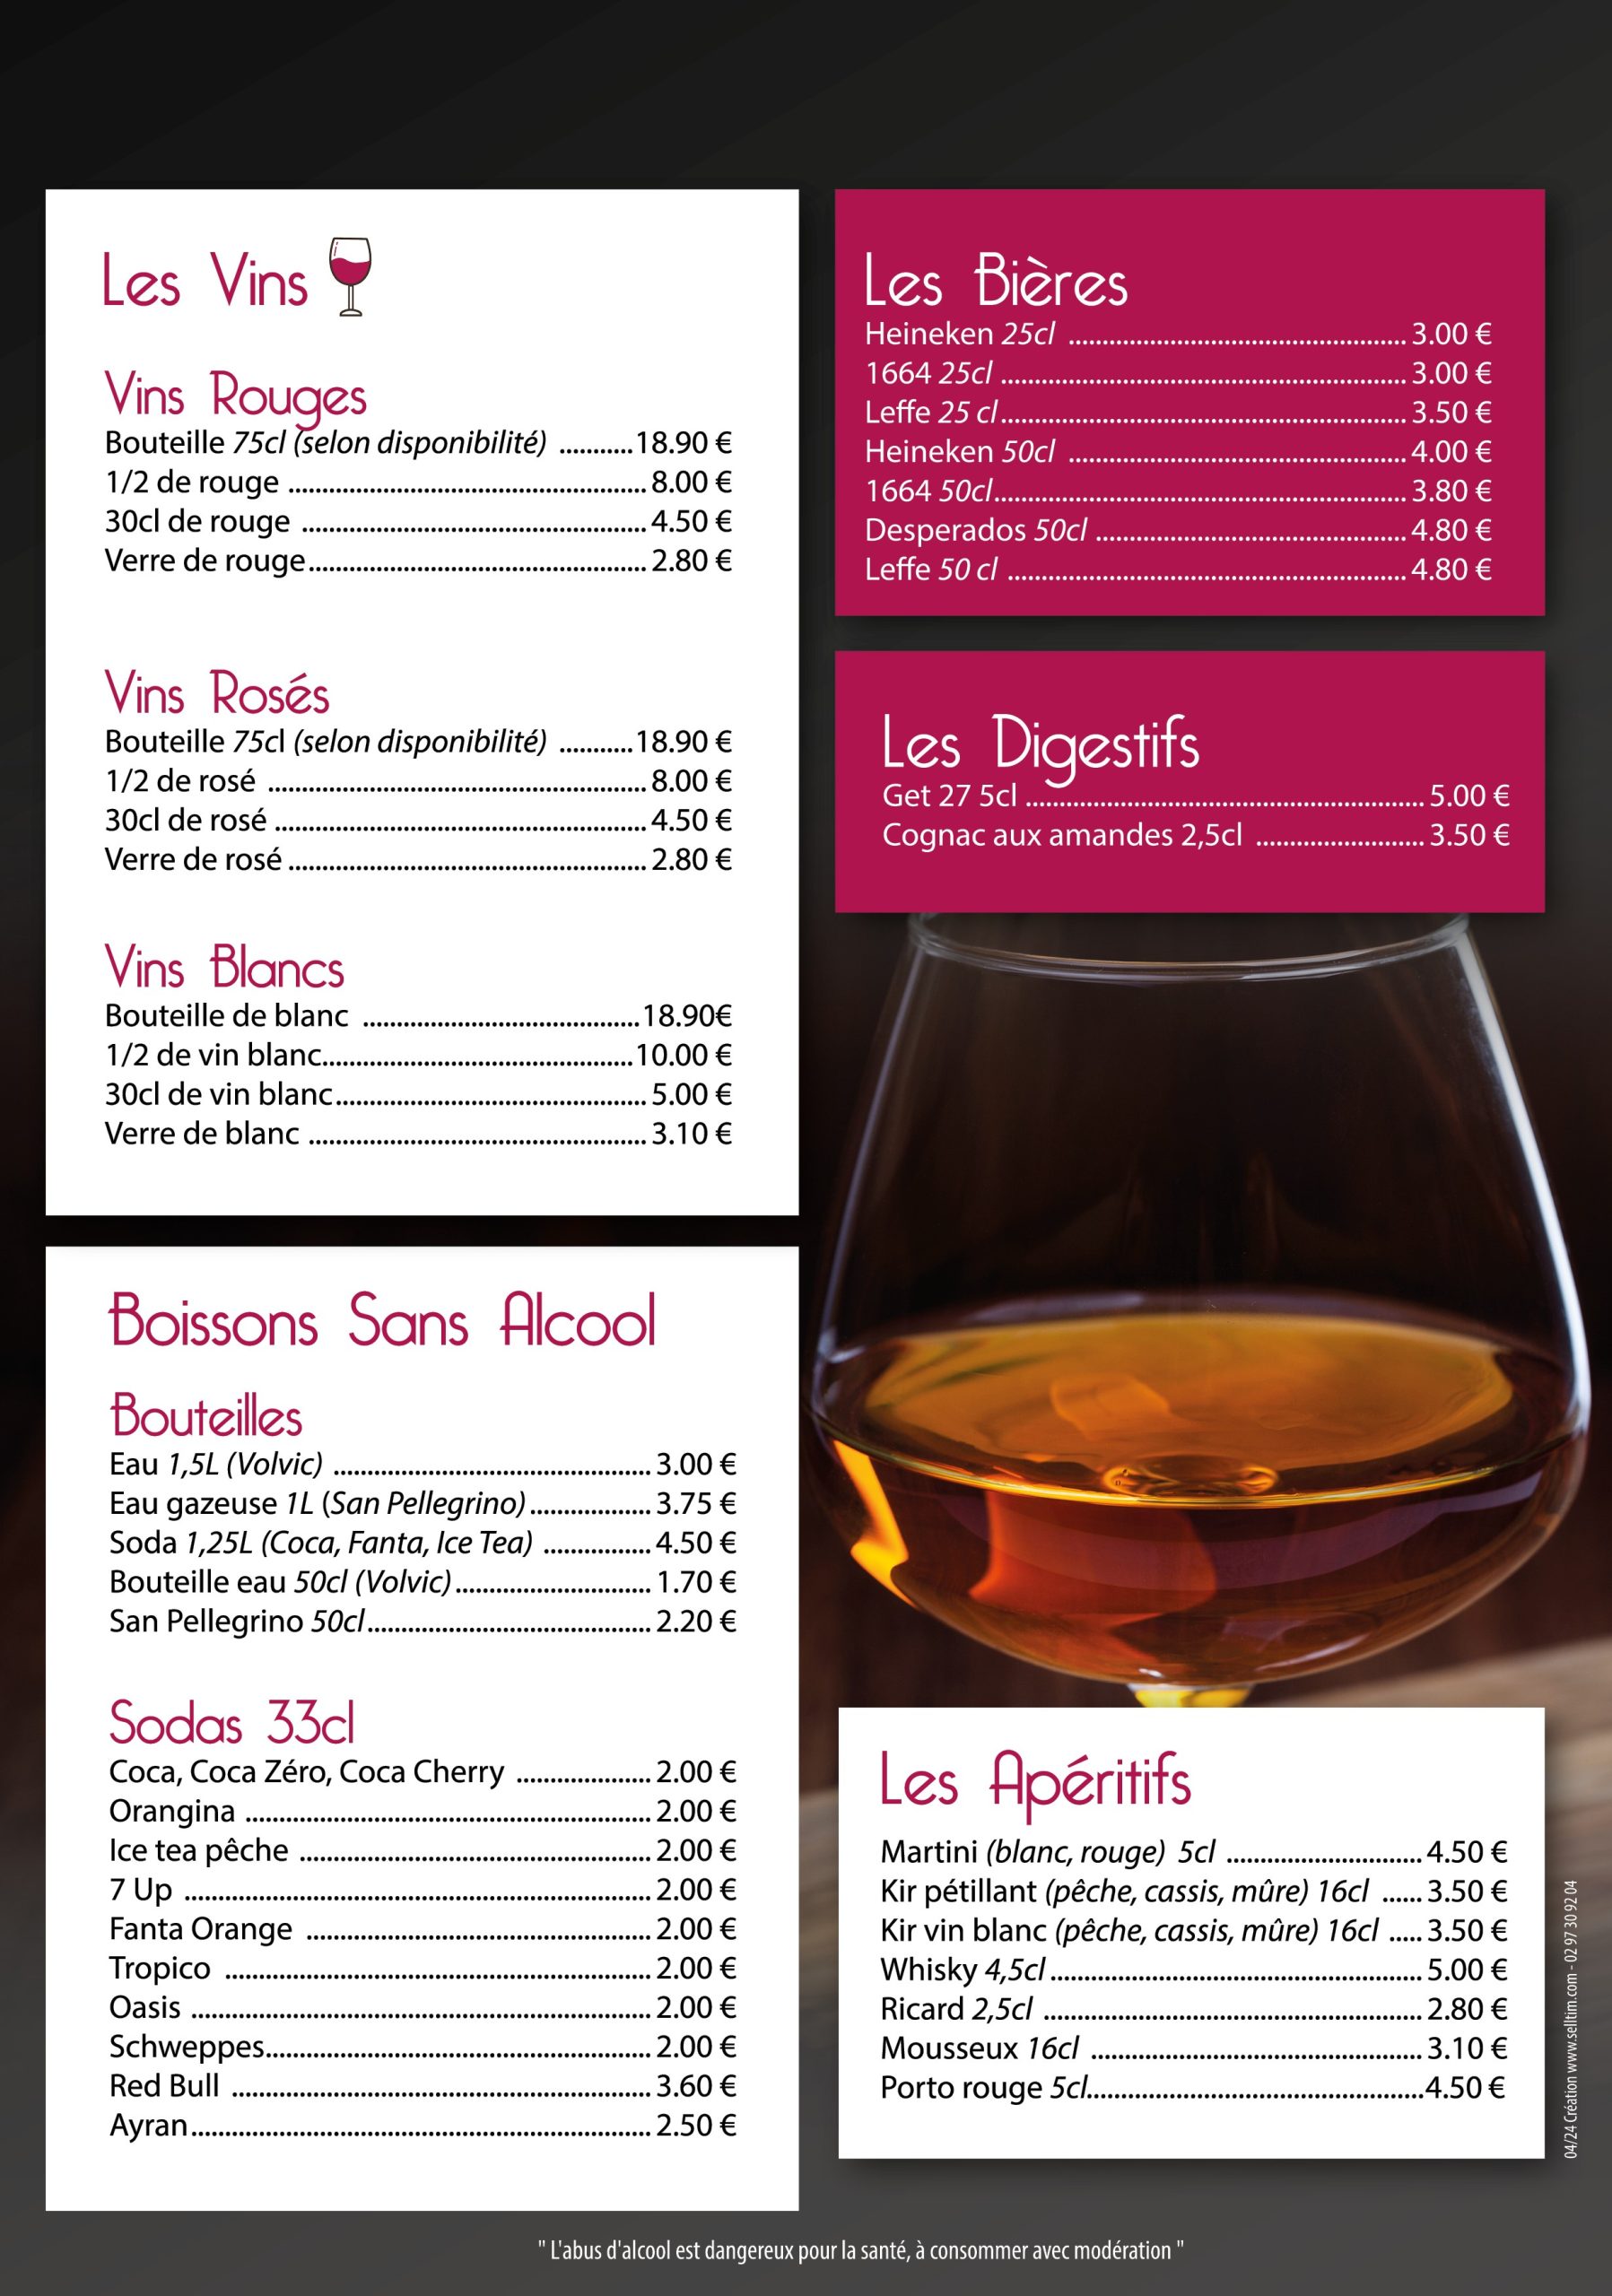 Les Vins
Vins Rouges
Bouteille 75cl (selon disponibilité) ...........18.90 €
1/2 de rouge ..................................................... 8.00 €
30cl de rouge ................................................... 4.50 €
Verre de rouge.................................................. 2.80 €
Vins Rosés
Bouteille 75cl (selon disponibilité) ...........18.90 €
1/2 de rosé ........................................................ 8.00 €
30cl de rosé ....................................................... 4.50 €
Verre de rosé ..................................................... 2.80 €
Vins Blancs
Bouteille de blanc .........................................18.90€
1/2 de vin blanc..............................................10.00 €
30cl de vin blanc.............................................. 5.00 €
Verre de blanc .................................................. 3.10 €
Boissons Sans Alcool
Bouteilles
Eau 1,5L (Volvic) ............................................... 3.00 €
Eau gazeuse 1L (San Pellegrino).................. 3.75 €
Soda 1,25L (Coca, Fanta, Ice Tea) ................ 4.50 €
Bouteille eau 50cl (Volvic)............................. 1.70 €
San Pellegrino 50cl.......................................... 2.20 €
Sodas 33cl
Coca, Coca Zéro, Coca Cherry .................... 2.00 €
Orangina ............................................................ 2.00 €
Ice tea pêche .................................................... 2.00 €
7 Up ..................................................................... 2.00 €
Fanta Orange ................................................... 2.00 €
Tropico ............................................................... 2.00 €
Oasis .................................................................... 2.00 €
Schweppes......................................................... 2.00 €
Red Bull .............................................................. 3.60 €
Ayran.................................................................... 2.50 €
Les Bières
Heineken 25cl .................................................. 3.00 €
1664 25cl ............................................................ 3.00 €
Leffe 25 cl............................................................ 3.50 €
Heineken 50cl .................................................. 4.00 €
1664 50cl............................................................. 3.80 €
Desperados 50cl .............................................. 4.80 €
Leffe 50 cl ........................................................... 4.80 €
Les Digestifs
Get 27 5cl ........................................................... 5.00 €
Cognac aux amandes 2,5cl ......................... 3.50 €
Les Apéritifs
Martini (blanc, rouge) 5cl ............................. 4.50 €
Kir pétillant (pêche, cassis, mûre) 16cl ...... 3.50 €
Kir vin blanc (pêche, cassis, mûre) 16cl ..... 3.50 €
Whisky 4,5cl....................................................... 5.00 €
Ricard 2,5cl ........................................................ 2.80 €
Mousseux 16cl ................................................. 3.10 €
Porto rouge 5cl..................................................4.50 €
04/24 Création www.selltim.com - 02 97 30 92 04
" L'abus d'alcool est dangereux pour la santé, à consommer avec modération "